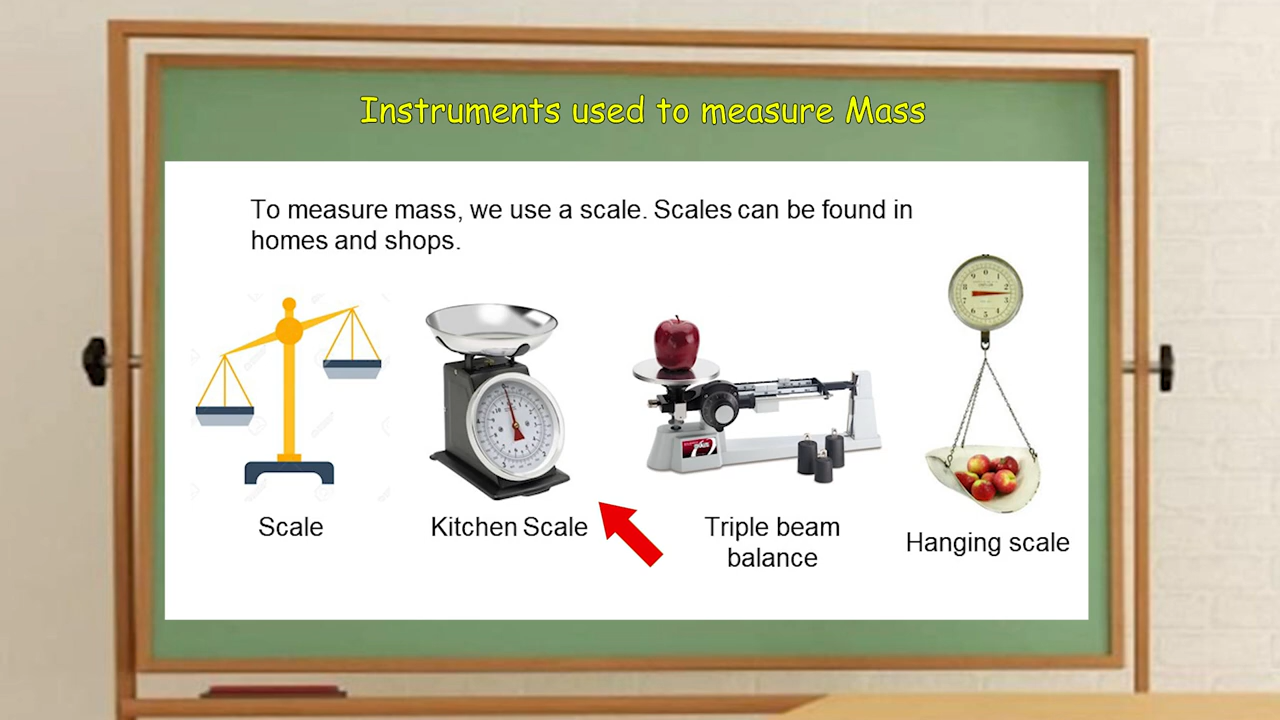 Instruments used to measure Mass
To measure mass, we use a scale. Scales can be found in
homes and shops.
Scale
Kitchen Scale
Triple beam
balance
Hanging scale